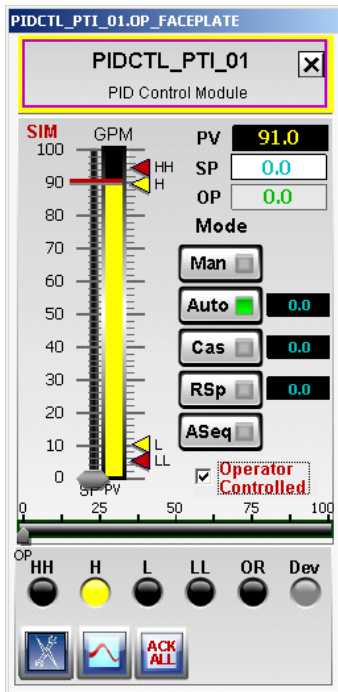 PIDCTL_PTI_01.OP_FACEPLATE
PIDCTL_PTI_01
PID Control Module
SIM GPM
PV 91.0
SP 0.0
OP 0.0
Mode
100
90
80
70
60
50
40
30
20
10
0
HH
H
L
LL
SP PV
Man
Auto 0.0
Cas 0.0
RSp 0.0
ASeq
Operator
Controlled
0 25 50 75 100
OP
HH H L LL OR Dev
ACK
ALL